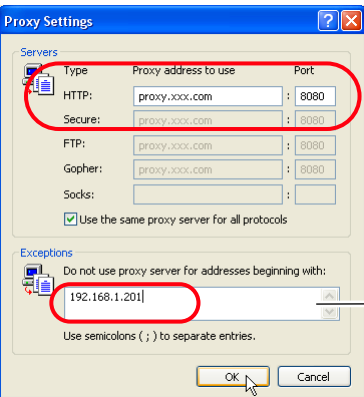 Proxy Settings
Servers
Type Proxy address to use Port
HTTP: proxy.xxx.com : 8080
Secure: proxy.xxx.com : 8080
FTP: proxy.xxx.com : 8080
Gopher: proxy.xxx.com : 8080
Socks: :
Use the same proxy server for all protocols
Exceptions
Do not use proxy server for addresses beginning with:
192.168.1.201
Use semicolons ( ; ) to separate entries.
OK Cancel